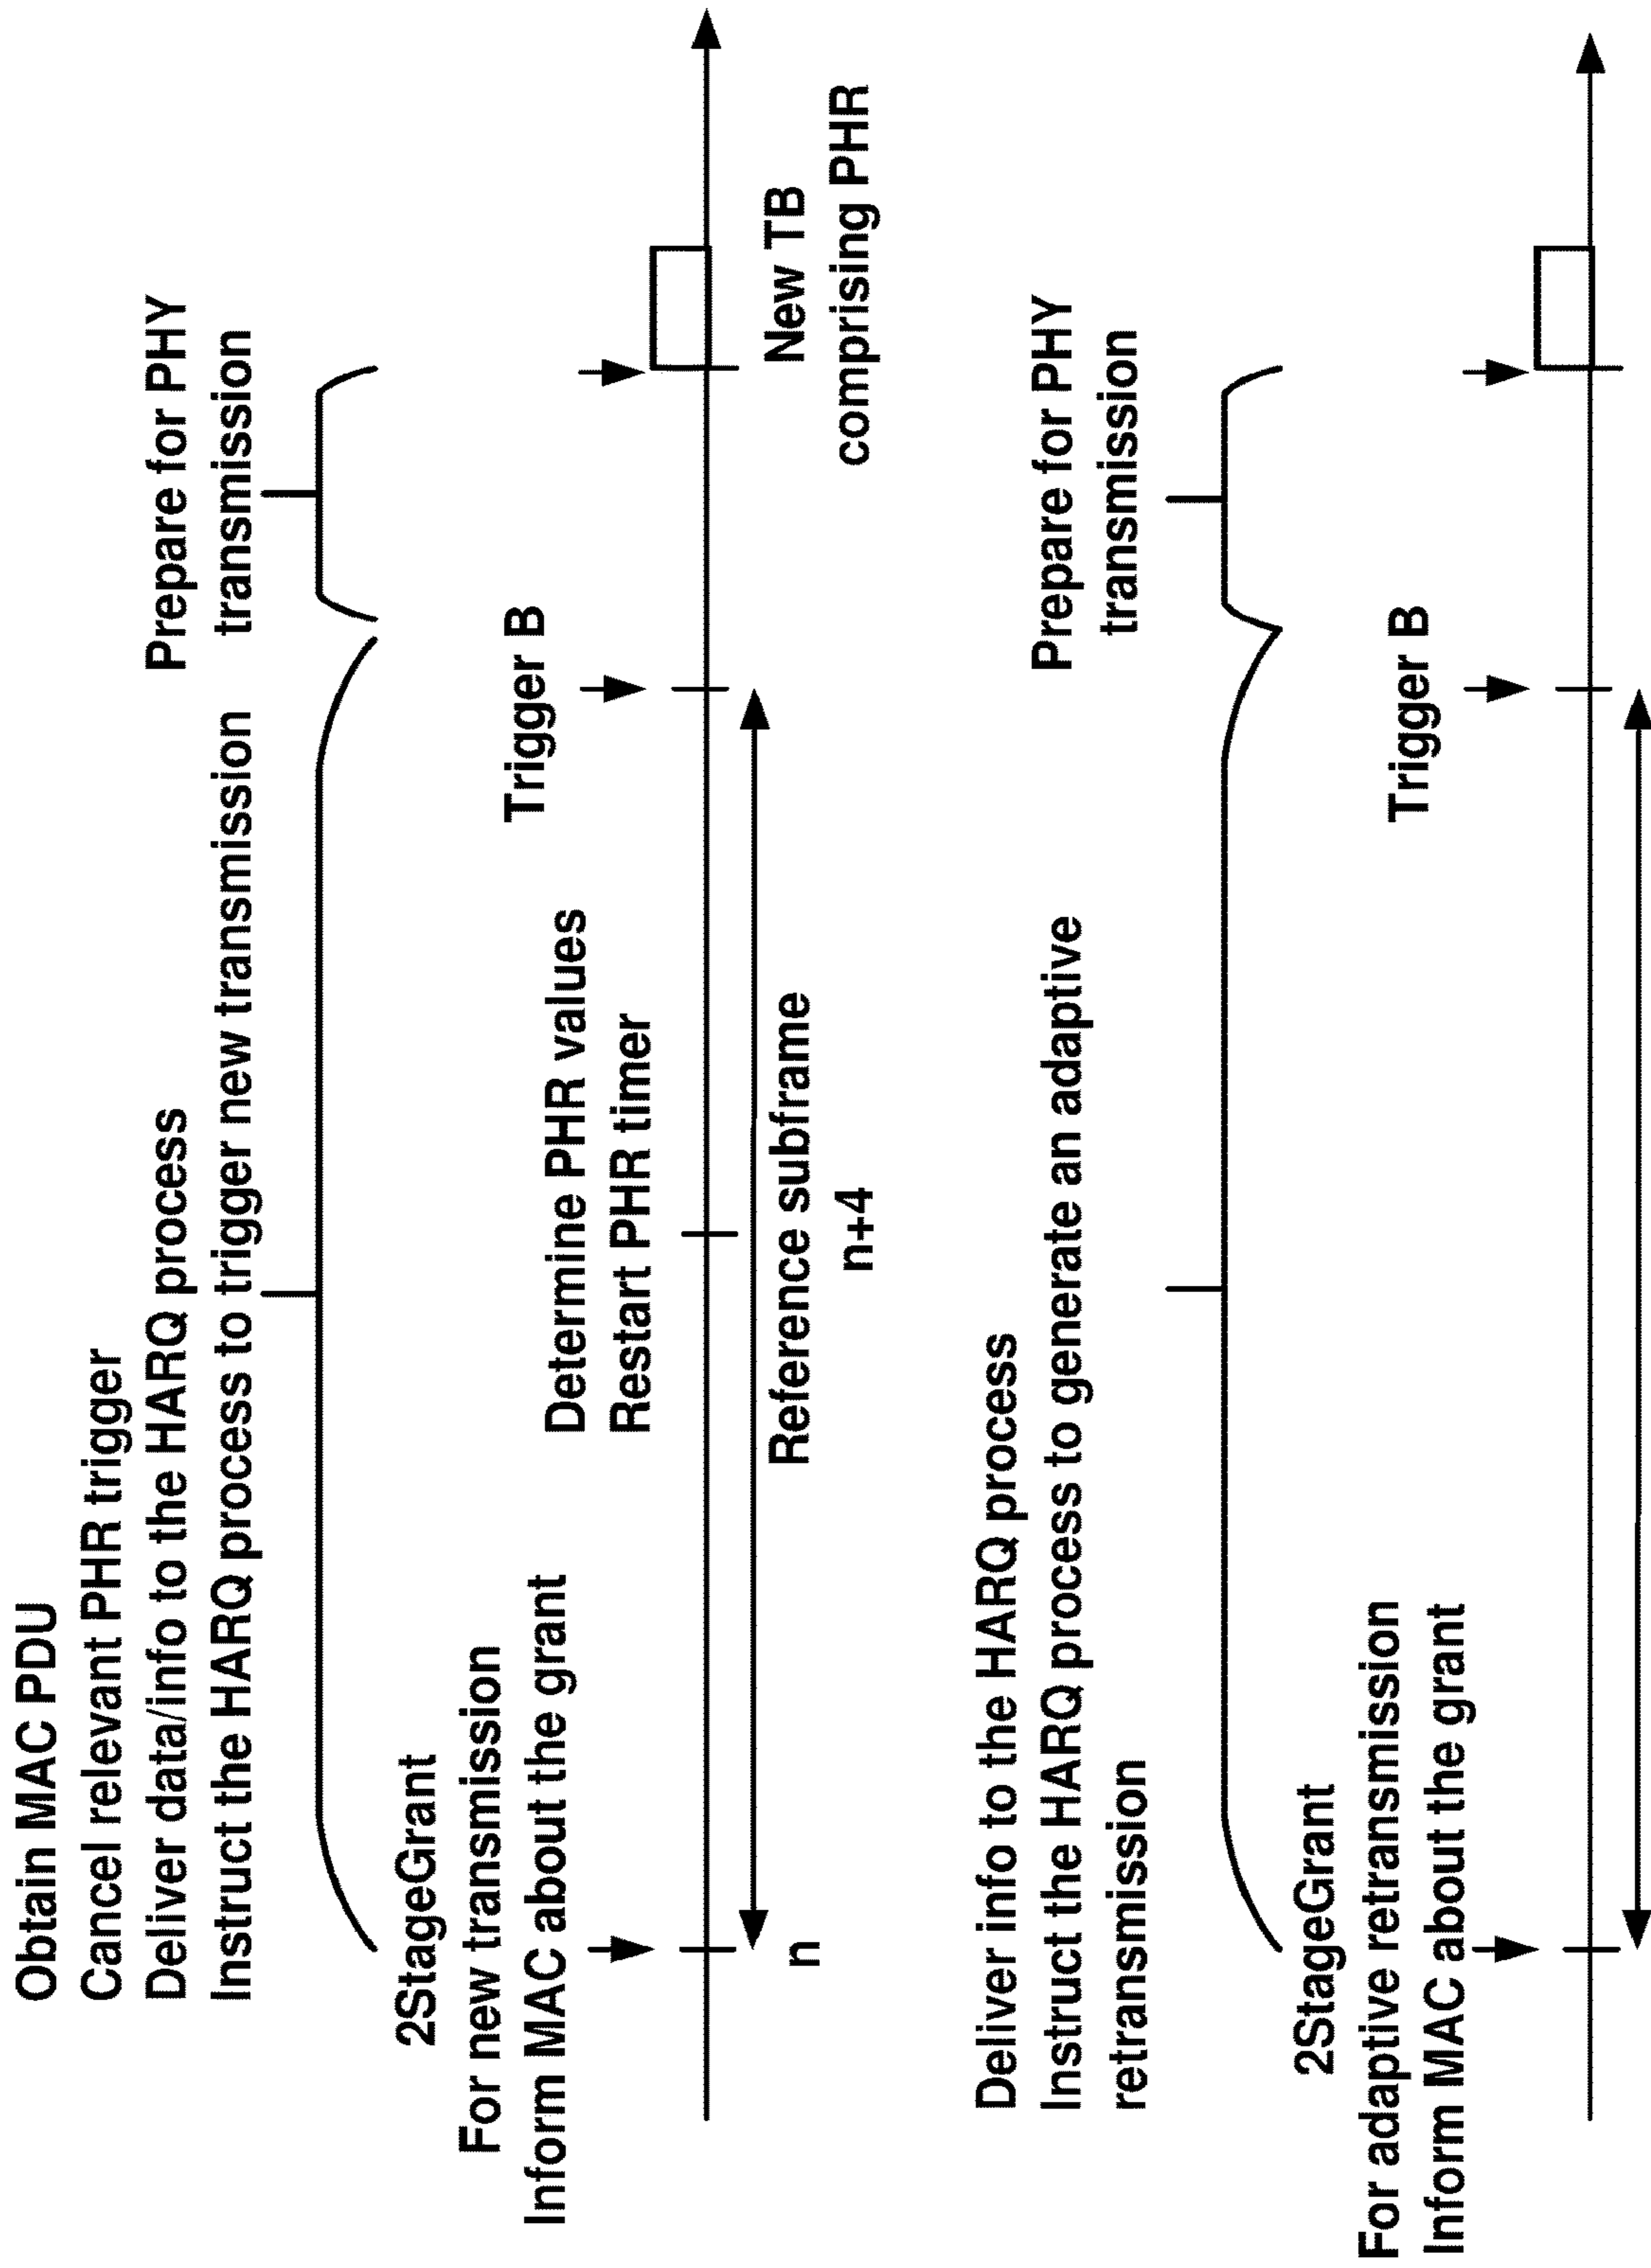 Obtain MAC PDU
Cancel relevant PHR trigger
Deliver data/info to the HARQ process
Instruct the HARQ process to trigger new transmission
Prepare for PHY
transmission
2StageGrant
For new transmission
Inform MAC about the grant
Determine PHR values
Restart PHR timer
Trigger B
n
Reference subframe
n+4
New TB
comprising PHR
Deliver info to the HARQ process
Instruct the HARQ process to generate an adaptive
retransmission
Prepare for PHY
transmission
2StageGrant
For adaptive retransmission
Inform MAC about the grant
Trigger B